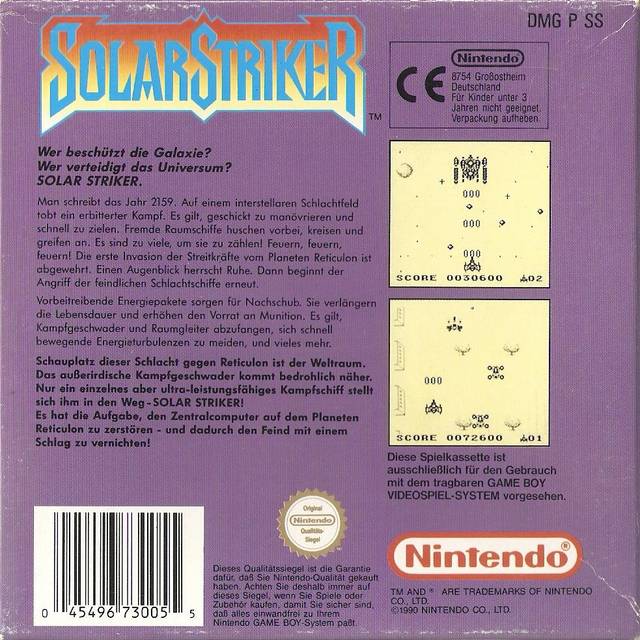 DMG P SS
SOLARSTRIKER™
CE
Nintendo
8754 Großostheim
Deutschland
Für Kinder unter 3
Jahren nicht geeignet.
Verpackung aufheben.
Wer beschützt die Galaxie?
Wer verteidigt das Universum?
SOLAR STRIKER.
Man schreibt das Jahr 2159. Auf einem interstellaren Schlachtfeld
tobt ein erbitterter Kampf. Es gilt, geschickt zu manövrieren und
schnell zu zielen. Fremde Raumschiffe huschen vorbei, kreisen und
greifen an. Es sind zu viele, um sie zu zählen! Feuern, feuern,
feuern! Die erste Invasion der Streitkräfte vom Planeten Reticulon ist
abgewehrt. Einen Augenblick herrscht Ruhe. Dann beginnt der
Angriff der feindlichen Schlachtschiffe erneut.
Vorbeitreibende Energiepakete sorgen für Nachschub. Sie verlängern
die Lebensdauer und erhöhen den Vorrat an Munition. Es gilt,
Kampfgeschwader und Raumgleiter abzufangen, sich schnell
bewegende Energieturbulenzen zu meiden, und vieles mehr.
Schauplatz dieser Schlacht gegen Reticulon ist der Weltraum.
Das außerirdische Kampfgeschwader kommt bedrohlich näher.
Nur ein einzelnes aber ultra-leistungsfähiges Kampfschiff stellt
sich ihm in den Weg - SOLAR STRIKER!
Es hat die Aufgabe, den Zentralcomputer auf dem Planeten
Reticulon zu zerstören - und dadurch den Feind mit einem
Schlag zu vernichten!
SCORE 0030600 02
SCORE 0072600 01
Diese Spielkassette ist
ausschließlich für den Gebrauch
mit dem tragbaren GAME BOY
VIDEOSPIEL-SYSTEM vorgesehen.
0 45496 73005 5
Original
Nintendo
Qualitäts-
Siegel
Dieses Qualitätssiegel ist die Garantie
dafür, daß Sie Nintendo-Qualität gekauft
haben. Achten Sie deshalb immer auf
dieses Siegel, wenn Sie Spiele oder
Zubehör kaufen, damit Sie sicher sind,
daß alles einwandfrei zu Ihrem
Nintendo GAME BOY-System paßt.
Nintendo®
TM AND ® ARE TRADEMARKS OF NINTENDO
CO., LTD.
©1990 NINTENDO CO., LTD.